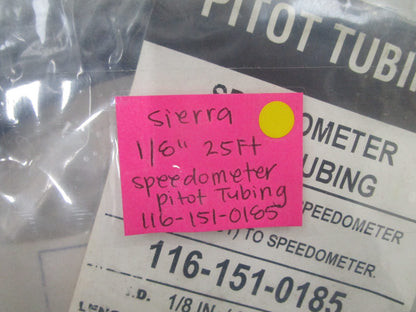 PITOT TUBIN
SPEEDOMETER
TUBING
SPEEDOMETER
TO SPEEDOMETER.
116-151-0185
1/8 IN.
Sierra
1/8" 25Ft
speedometer
pitot Tubing
116-151-0185